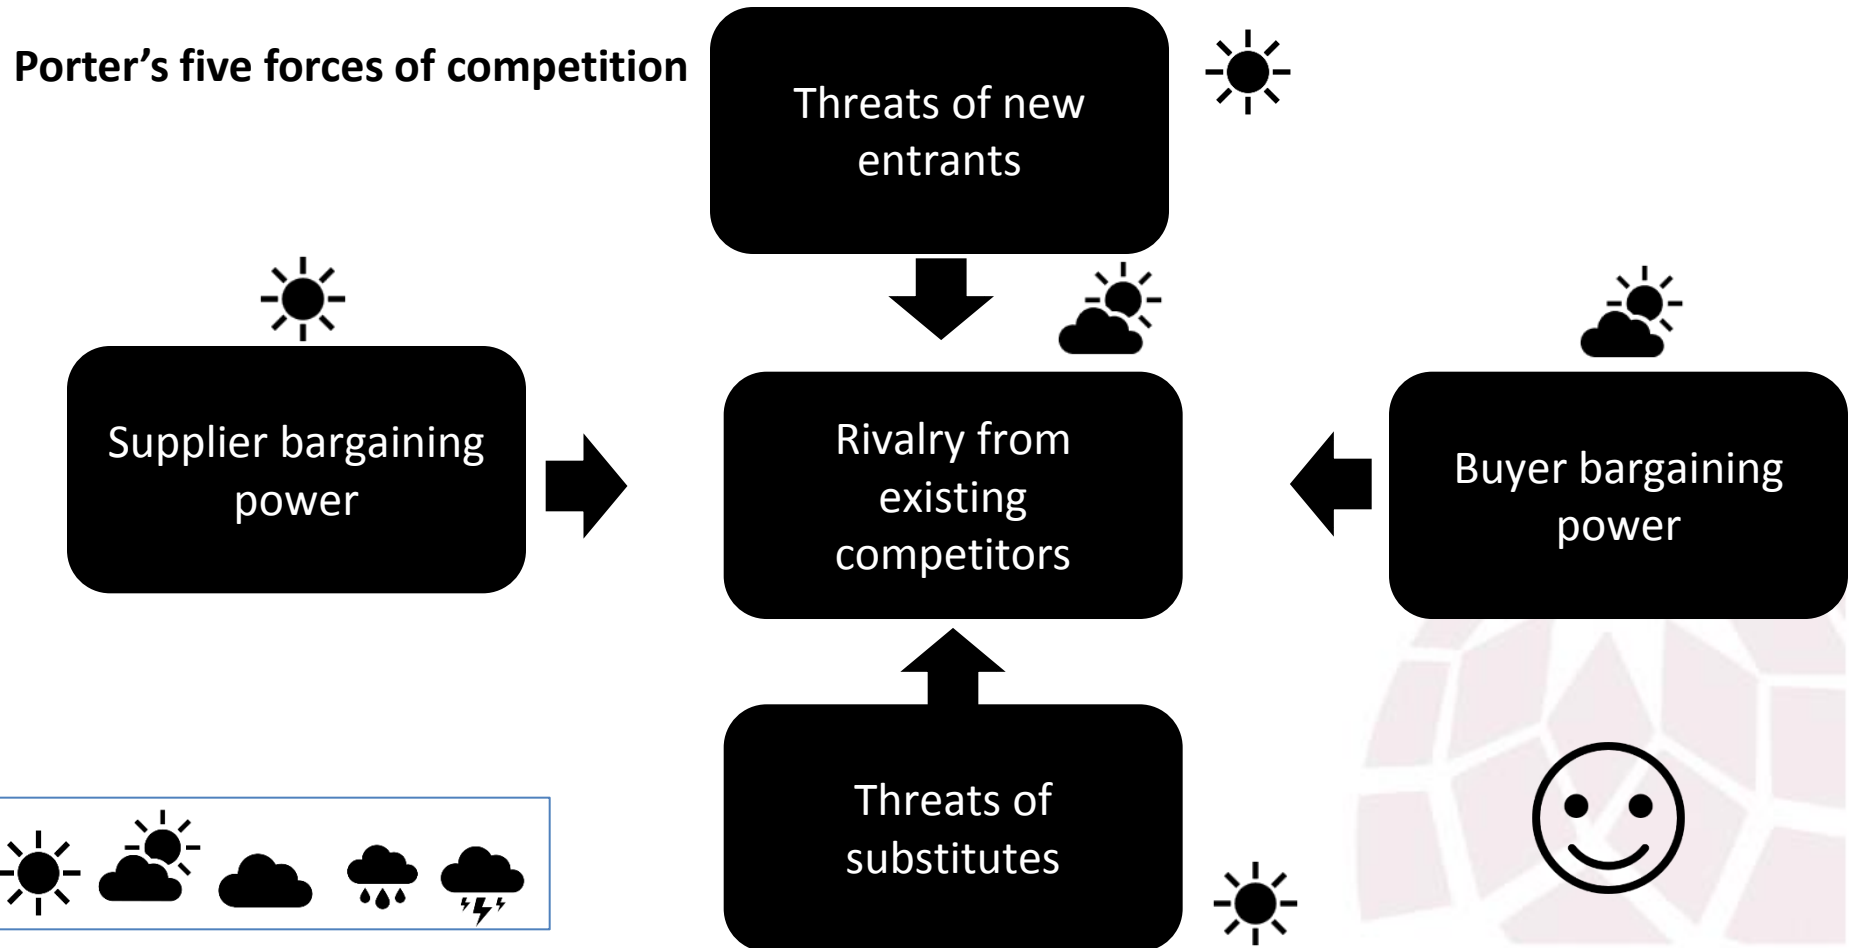 Porter’s five forces of competition
Threats of new
entrants
Supplier bargaining
power
Rivalry from
existing
competitors
Buyer bargaining
power
Threats of
substitutes